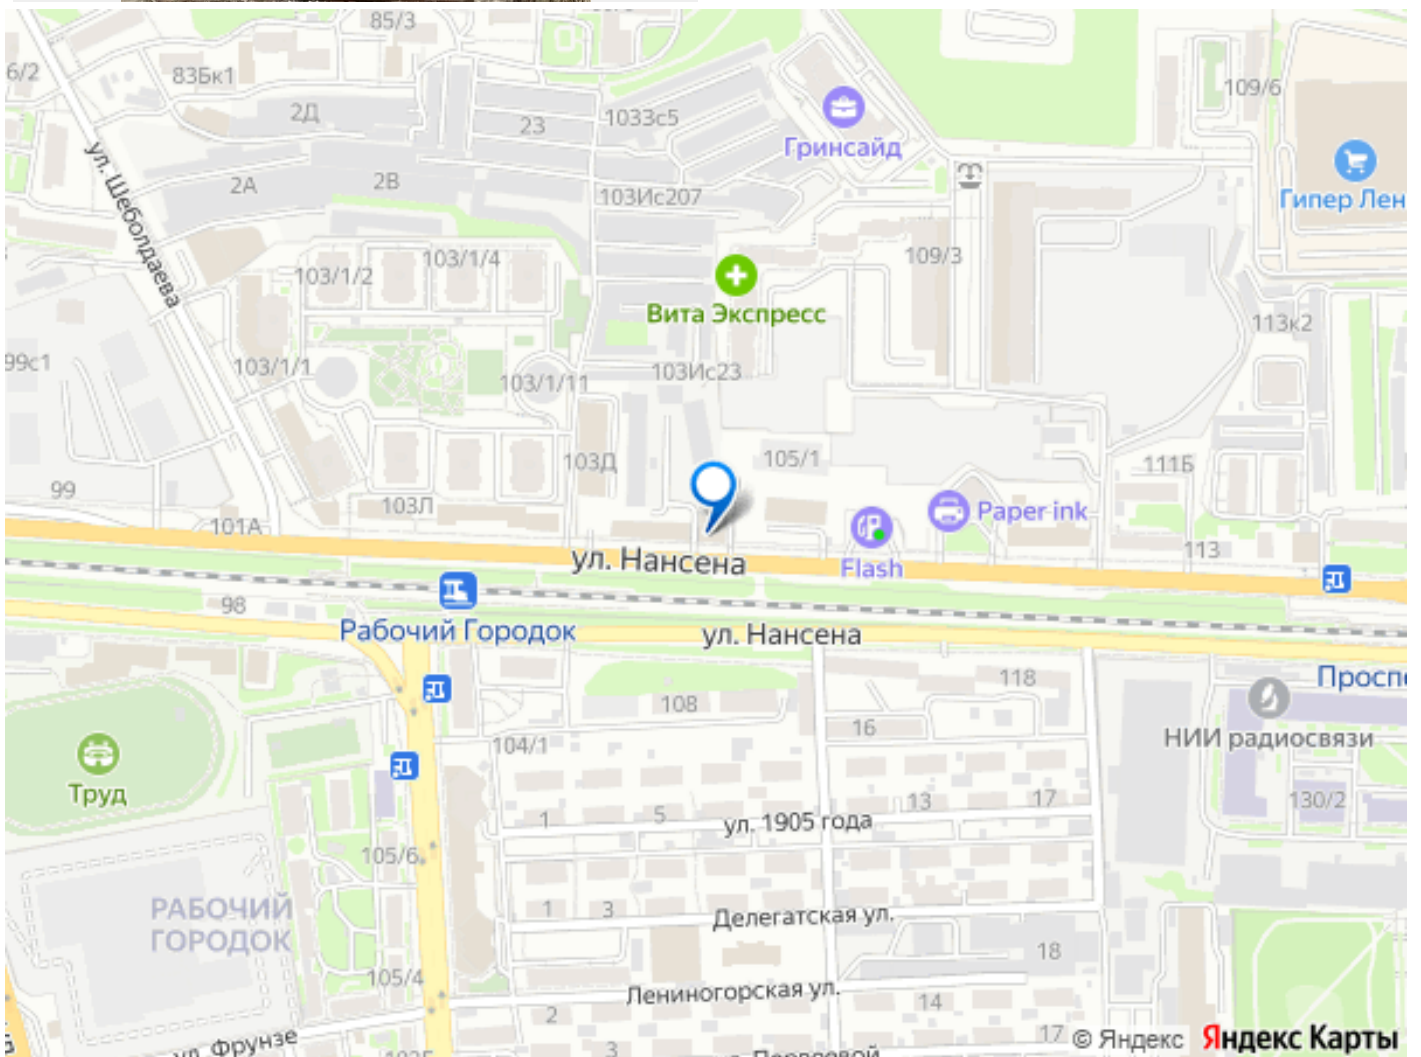 85/3
6/2
83Бк1
109/6
2Д
23
1033с5
Гринсайд
ул. Шеболдаева
2А
2В
103Ис207
Гипер Лен
103/1/2
103/1/4
109/3
Вита Экспресс
113к2
99с1
103/1/1
103/1/11
103Ис23
103Д
105/1
111Б
99
103Л
Paper ink
101А
ул. Нансена
Flash
113
98
Рабочий Городок
ул. Нансена
118
Просп
108
16
104/1
НИИ радиосвязи
Труд
1
5
ул. 1905 года
13
17
130/2
105/6
РАБОЧИЙ
ГОРОДОК
1
3
Делегатская ул.
18
105/4
Лениногорская ул.
14
2
ул. Фрунзе
3
17
© Яндекс
Яндекс Карты